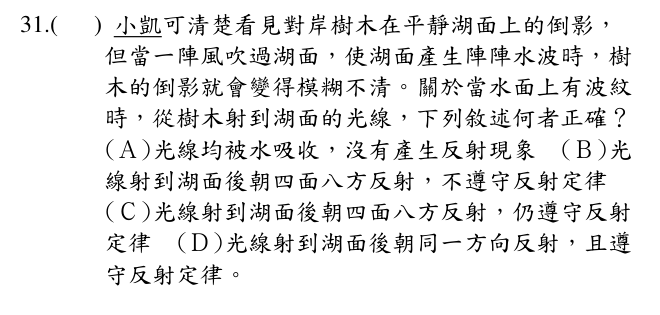 31.(　　) 小凱可清楚看見對岸樹木在平靜湖面上的倒影，
但當一陣風吹過湖面，使湖面產生陣陣水波時，樹
木的倒影就會變得模糊不清。關於當水面上有波紋
時，從樹木射到湖面的光線，下列敘述何者正確？
(Ａ)光線均被水吸收，沒有產生反射現象　(Ｂ)光
線射到湖面後朝四面八方反射，不遵守反射定律
(Ｃ)光線射到湖面後朝四面八方反射，仍遵守反射
定律　(Ｄ)光線射到湖面後朝同一方向反射，且遵
守反射定律。